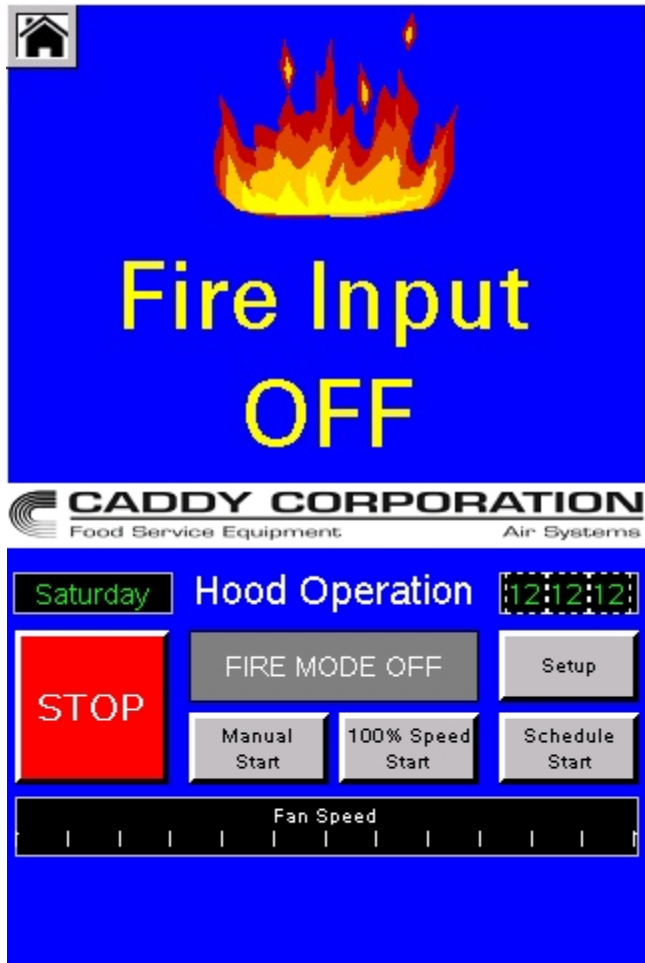 Fire Input
OFF
CADDY CORPORATION
Food Service Equipment Air Systems
Saturday Hood Operation 12:12:12
STOP
FIRE MODE OFF
Setup
Manual
Start
100% Speed
Start
Schedule
Start
Fan Speed